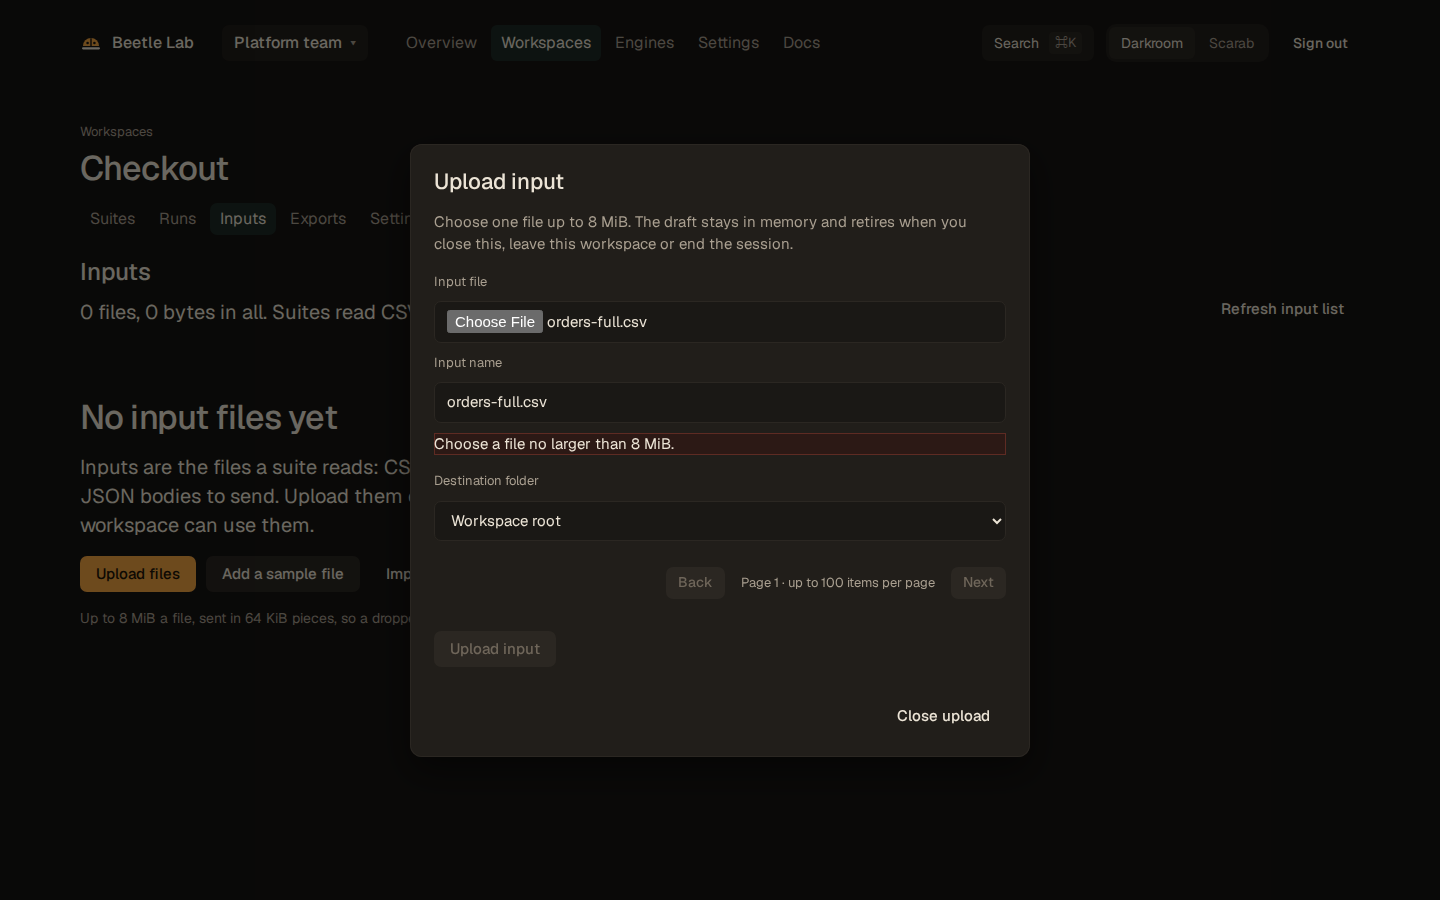 Beetle Lab
Platform team
Overview
Workspaces
Engines
Settings
Docs
Search ⌘K
Darkroom
Scarab
Sign out
Workspaces
Checkout
Suites
Runs
Inputs
Exports
Inputs
0 files, 0 bytes in all. Suites read
Refresh input list
No input files yet
Inputs are the files a suite reads:
JSON bodies to send. Upload them
workspace can use them.
Upload files
Add a sample file
Up to 8 MiB a file, sent in 64 KiB pieces, so a
Upload input
Choose one file up to 8 MiB. The draft stays in memory and retires when you
close this, leave this workspace or end the session.
Input file
Choose File orders-full.csv
Input name
orders-full.csv
Choose a file no larger than 8 MiB.
Destination folder
Workspace root
Back
Page 1 · up to 100 items per page
Next
Upload input
Close upload